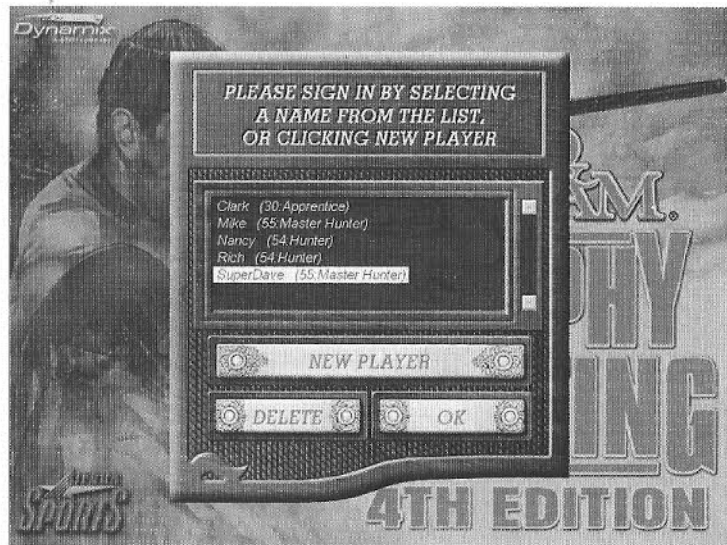 Dynamix
PLEASE SIGN IN BY SELECTING
A NAME FROM THE LIST,
OR CLICKING NEW PLAYER
Clark (30:Apprentice)
Mike (55:Master Hunter)
Nancy (54:Hunter)
Rich (54:Hunter)
SuperDave (55:Master Hunter)
NEW PLAYER
DELETE
OK
SPORTS
4TH EDITION